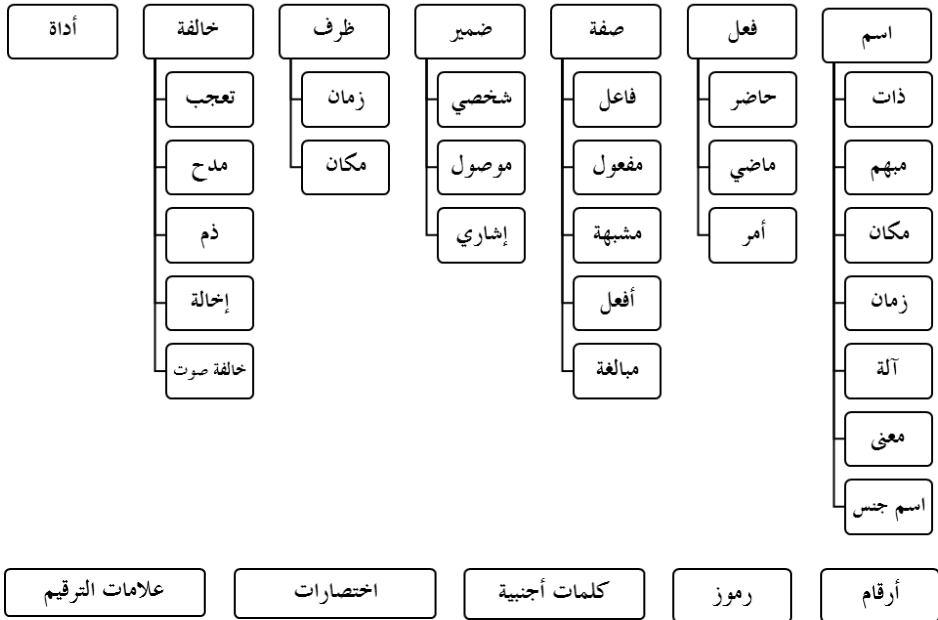 اسم
ذات
مبهم
مكان
زمان
آلة
معنى
اسم جنس
فعل
حاضر
ماضي
أمر
صفة
فاعل
مفعول
مشبهة
أفعل
مبالغة
ضمير
شخصي
موصول
إشاري
ظرف
زمان
مكان
خالفة
تعجب
مدح
ذم
إخالة
خالفة صوت
أداة
أرقام
رموز
كلمات أجنبية
اختصارات
علامات الترقيم